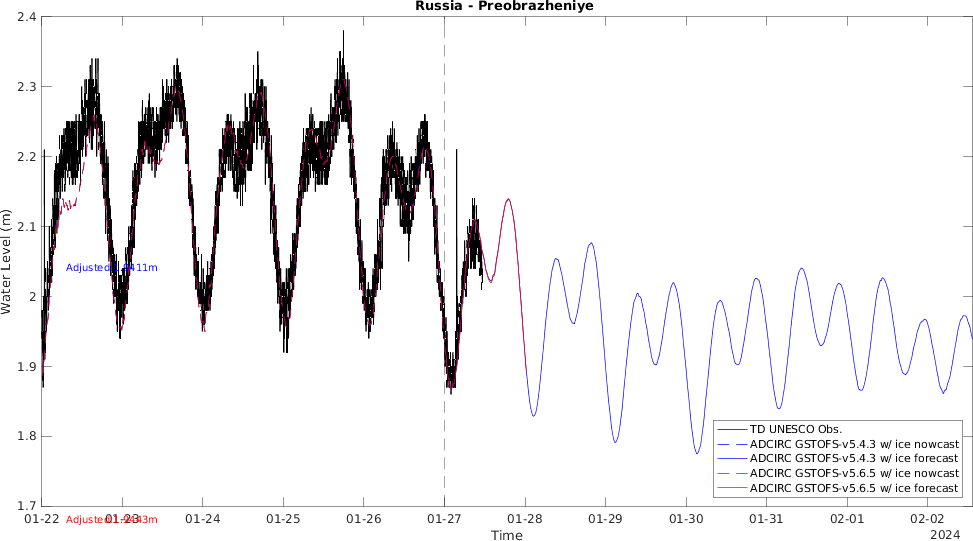 Russia - Preobrazheniye
2.4
2.3
2.2
2.1
2
1.9
1.8
1.7
Water Level (m)
01-22
01-23
01-24
01-25
01-26
01-27
01-28
01-29
01-30
01-31
02-01
02-02
2024
Time
TD UNESCO Obs.
ADCIRC GSTOFS-v5.4.3 w/ ice nowcast
ADCIRC GSTOFS-v5.4.3 w/ ice forecast
ADCIRC GSTOFS-v5.6.5 w/ ice nowcast
ADCIRC GSTOFS-v5.6.5 w/ ice forecast